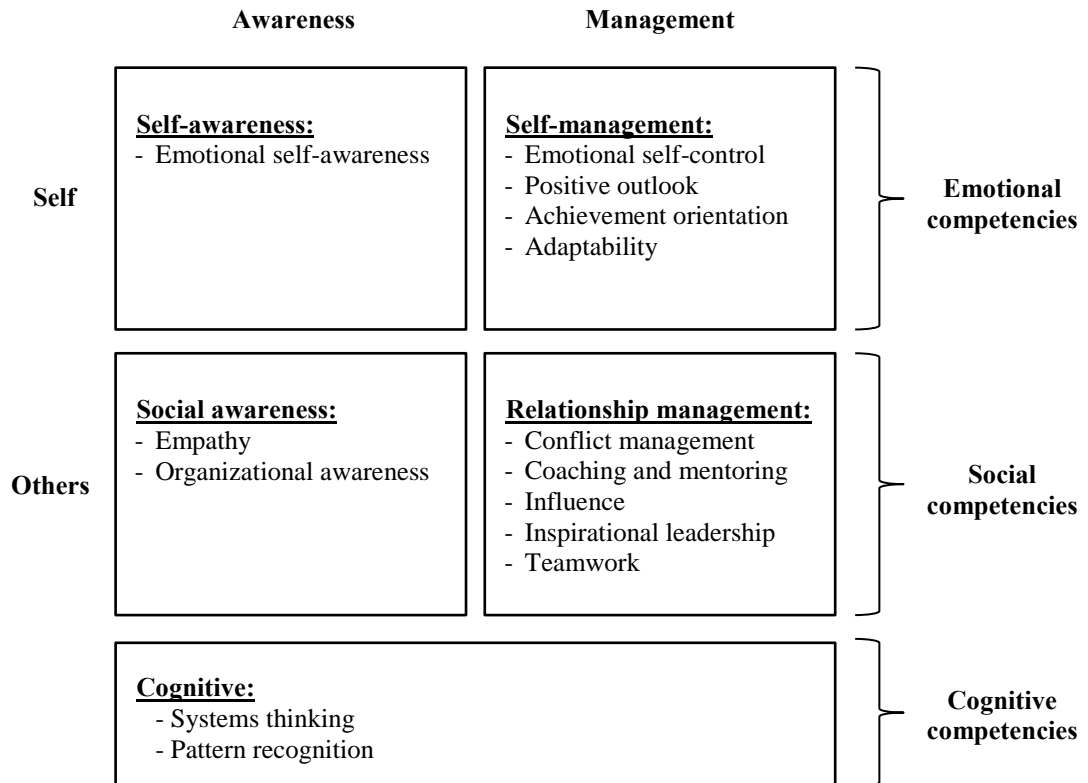 Awareness Management
Self-awareness:
- Emotional self-awareness
Self-management:
- Emotional self-control
- Positive outlook
- Achievement orientation
- Adaptability
Self
Emotional
competencies
Social awareness:
- Empathy
- Organizational awareness
Relationship management:
- Conflict management
- Coaching and mentoring
- Influence
- Inspirational leadership
- Teamwork
Others
Social
competencies
Cognitive:
- Systems thinking
- Pattern recognition
Cognitive
competencies